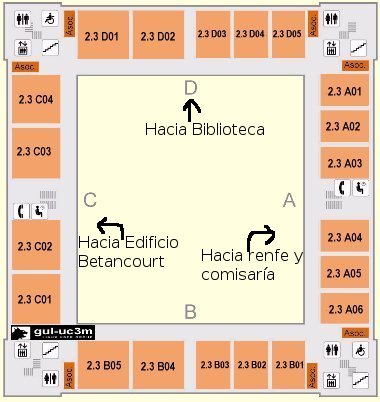 2.3 D01
2.3 D02
2.3 D03
2.3 D04
2.3 D05
Asoc.
Asoc.
Asoc.
Asoc.
2.3 C04
2.3 A01
D
Hacia Biblioteca
2.3 A02
2.3 C03
2.3 A03
C
A
2.3 C02
Hacia Edificio
Betancourt
Hacia renfe y
comisaría
2.3 A04
2.3 A05
2.3 C01
2.3 A06
B
gul-uc3m
Asoc.
Asoc.
2.3 B05
2.3 B04
2.3 B03
2.3 B02
2.3 B01
Asoc.